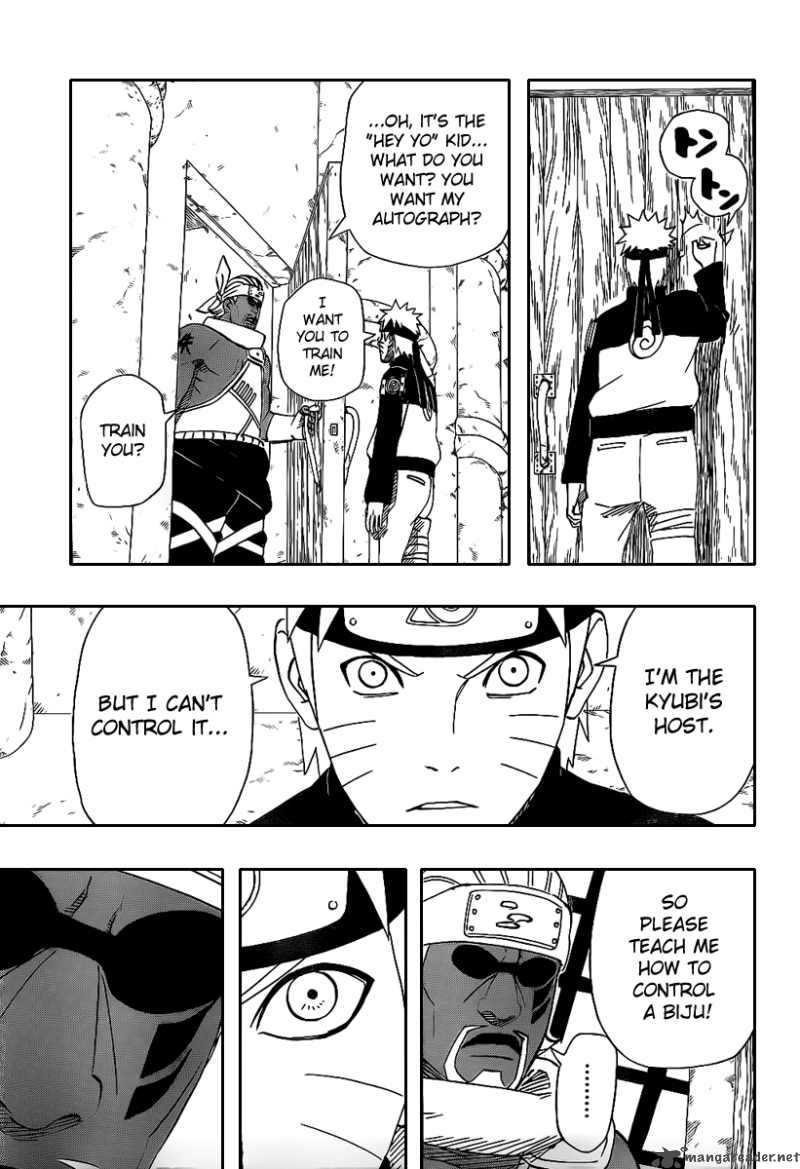 トントン
...OH, IT'S THE
"HEY YO" KID...
WHAT DO YOU
WANT? YOU
WANT MY
AUTOGRAPH?
I
WANT
YOU TO
TRAIN
ME!
TRAIN
YOU?
I'M THE
KYUBI'S
HOST.
BUT I CAN'T
CONTROL IT...
SO
PLEASE
TEACH ME
HOW TO
CONTROL
A BIJU!
.........
mangareader.net